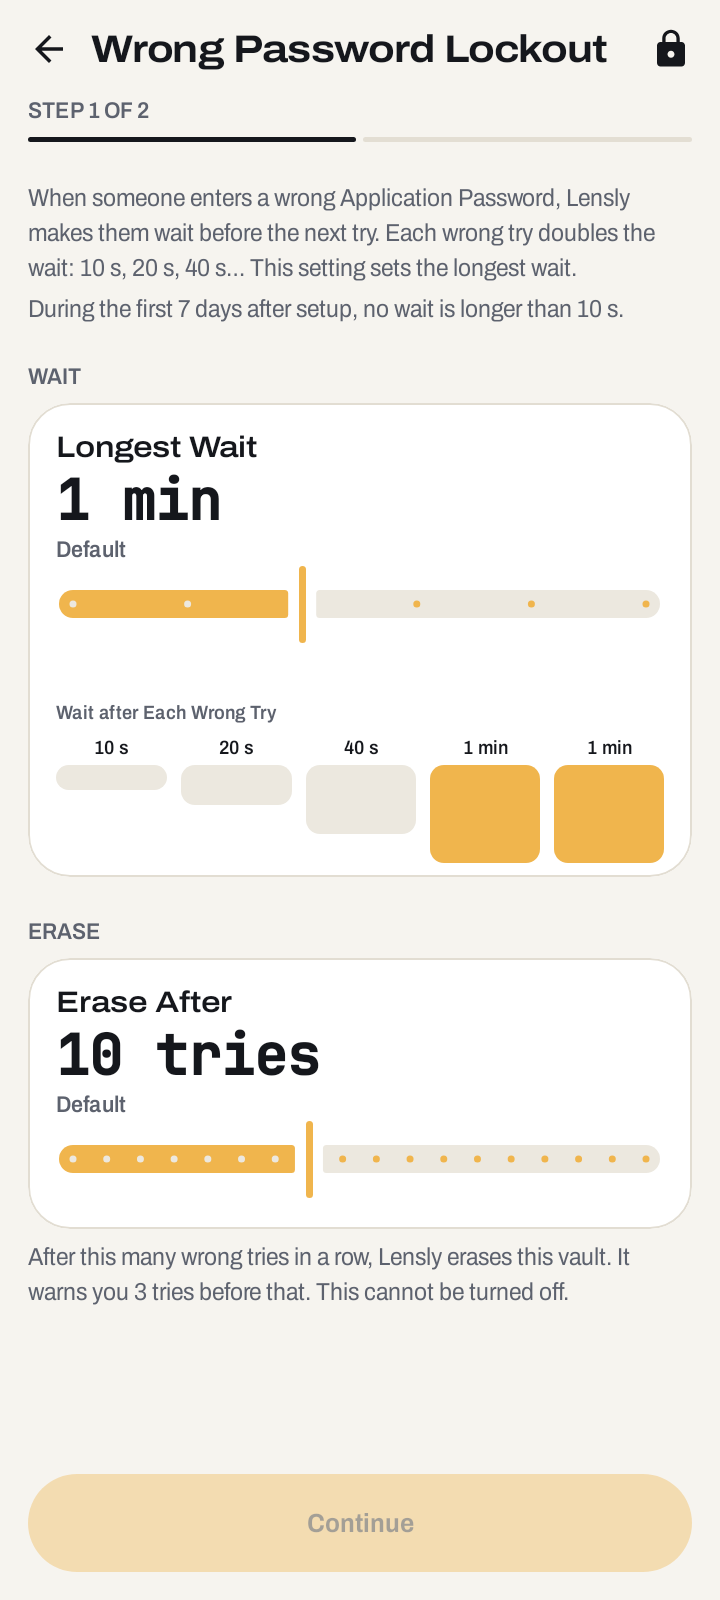 Wrong Password Lockout
STEP 1 OF 2
When someone enters a wrong Application Password, Lensly
makes them wait before the next try. Each wrong try doubles the
wait: 10 s, 20 s, 40 s... This setting sets the longest wait.
During the first 7 days after setup, no wait is longer than 10 s.
WAIT
Longest Wait
1 min
Default
Wait after Each Wrong Try
10 s 20 s 40 s 1 min 1 min
ERASE
Erase After
10 tries
Default
After this many wrong tries in a row, Lensly erases this vault. It
warns you 3 tries before that. This cannot be turned off.
Continue